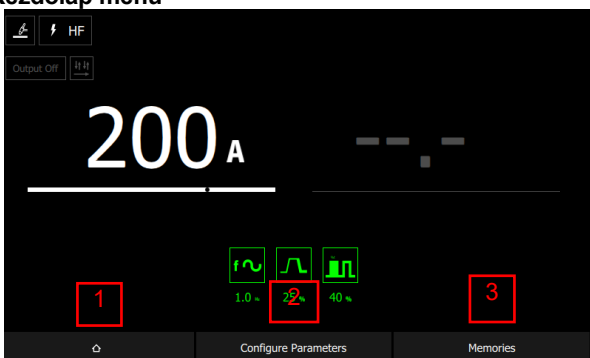 Kezdőlap menü
HF
Output Off
200 A
--.-
f
1.0 % 25 % 40 %
1 2 3
Configure Parameters Memories